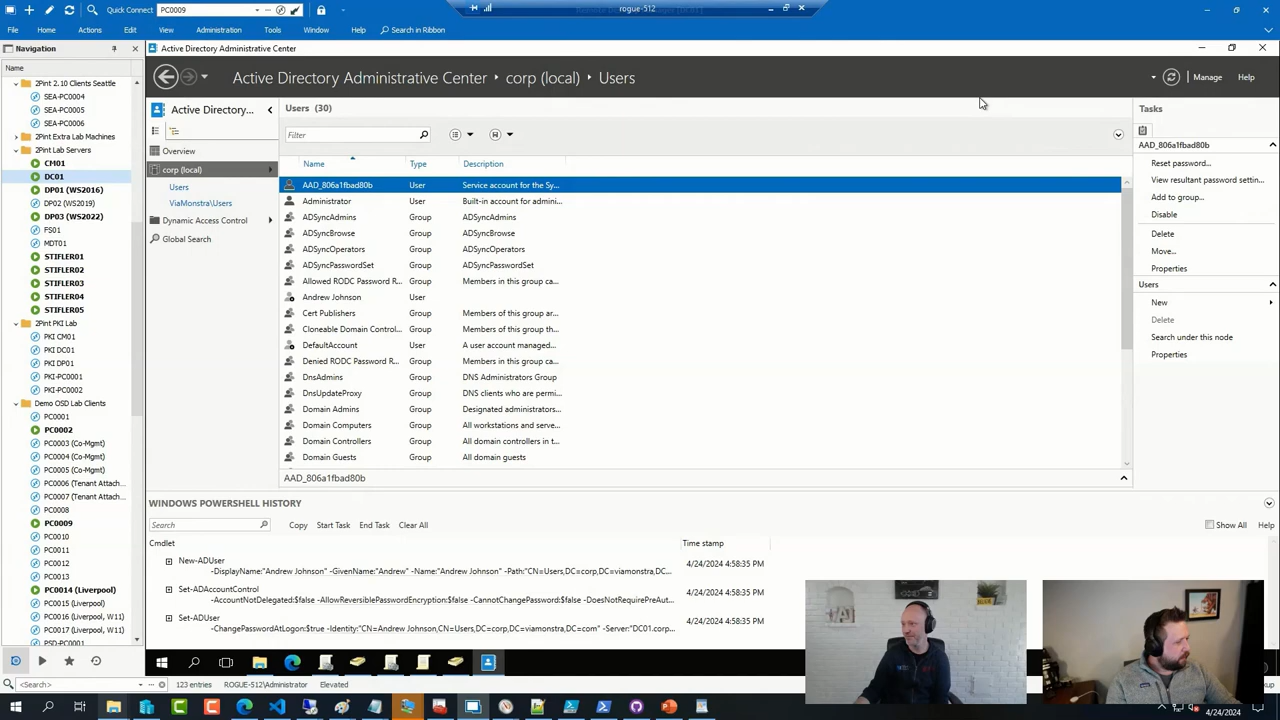 Quick Connect PC0009
rogue-512
File Home Actions Edit View Administration Tools Window Help Search in Ribbon
Navigation
Name
2Pint 2.10 Clients Seattle
SEA-PC0004
SEA-PC0005
SEA-PC0006
2Pint Extra Lab Machines
2Pint Lab Servers
CM01
DC01
DP01 (WS2016)
DP02 (WS2019)
DP03 (WS2022)
FS01
MDT01
STIFLER01
STIFLER02
STIFLER03
STIFLER04
STIFLER05
2Pint PKI Lab
PKI CM01
PKI DC01
PKI DP01
PKI-PC0001
PKI-PC0002
Demo OSD Lab Clients
PC0001
PC0002
PC0003 (Co-Mgmt)
PC0004 (Co-Mgmt)
PC0005 (Co-Mgmt)
PC0006 (Tenant Attach...
PC0007 (Tenant Attach...
PC0008
PC0009
PC0010
PC0011
PC0012
PC0013
PC0014 (Liverpool)
PC0015 (Liverpool)
PC0016 (Liverpool, W11)
PC0017 (Liverpool, W11)
Active Directory Administrative Center
Active Directory Administrative Center • corp (local) • Users
Manage Help
Active Directory...
Overview
corp (local)
Users
ViaMonstra\Users
Dynamic Access Control
Global Search
Users (30)
Filter
Name Type Description
AAD_806a1fbad80b User Service account for the Sy...
Administrator User Built-in account for admini...
ADSyncAdmins Group ADSyncAdmins
ADSyncBrowse Group ADSyncBrowse
ADSyncOperators Group ADSyncOperators
ADSyncPasswordSet Group ADSyncPasswordSet
Allowed RODC Password R... Group Members in this group ca...
Andrew Johnson User
Cert Publishers Group Members of this group ar...
Cloneable Domain Control... Group Members of this group th...
DefaultAccount User A user account managed...
Denied RODC Password R... Group Members in this group ca...
DnsAdmins Group DNS Administrators Group
DnsUpdateProxy Group DNS clients who are permi...
Domain Admins Group Designated administrators...
Domain Computers Group All workstations and serve...
Domain Controllers Group All domain controllers in t...
Domain Guests Group All domain guests
AAD_806a1fbad80b
Tasks
AAD_806a1fbad80b
Reset password...
View resultant password settin...
Add to group...
Disable
Delete
Move...
Properties
Users
New
Delete
Search under this node
Properties
WINDOWS POWERSHELL HISTORY
Search Copy Start Task End Task Clear All Show All Help
Cmdlet Time stamp
New-ADUser 4/24/2024 4:58:35 PM
-DisplayName:"Andrew Johnson" -GivenName:"Andrew" -Name:"Andrew Johnson" -Path:"CN=Users,DC=corp,DC=viamonstra,DC...
Set-ADAccountControl 4/24/2024 4:58:35 PM
-AccountNotDelegated:$false -AllowReversiblePasswordEncryption:$false -CannotChangePassword:$false -DoesNotRequirePreAut...
Set-ADUser 4/24/2024 4:58:35 PM
-ChangePasswordAtLogon:$true -Identity:"CN=Andrew Johnson,CN=Users,DC=corp,DC=viamonstra,DC=com" -Server:"DC01.corp...
<Search> 123 entries ROGUE-512\Administrator Elevated
4/24/2024